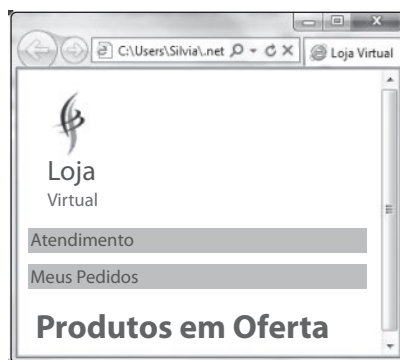 C:\Users\Silvia\.net
Loja Virtual
Loja
Virtual
Atendimento
Meus Pedidos
Produtos em Oferta